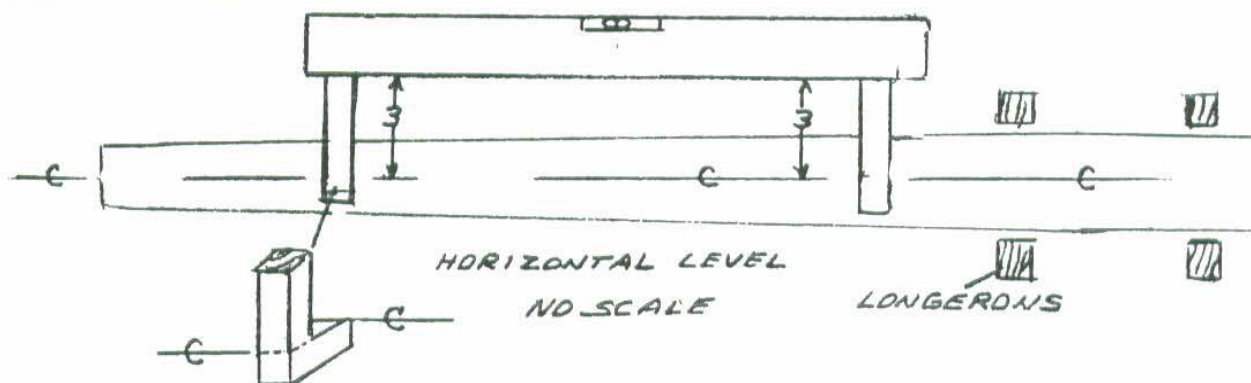 3 3
C C C
HORIZONTAL LEVEL
NO SCALE
LONGERONS
C
C